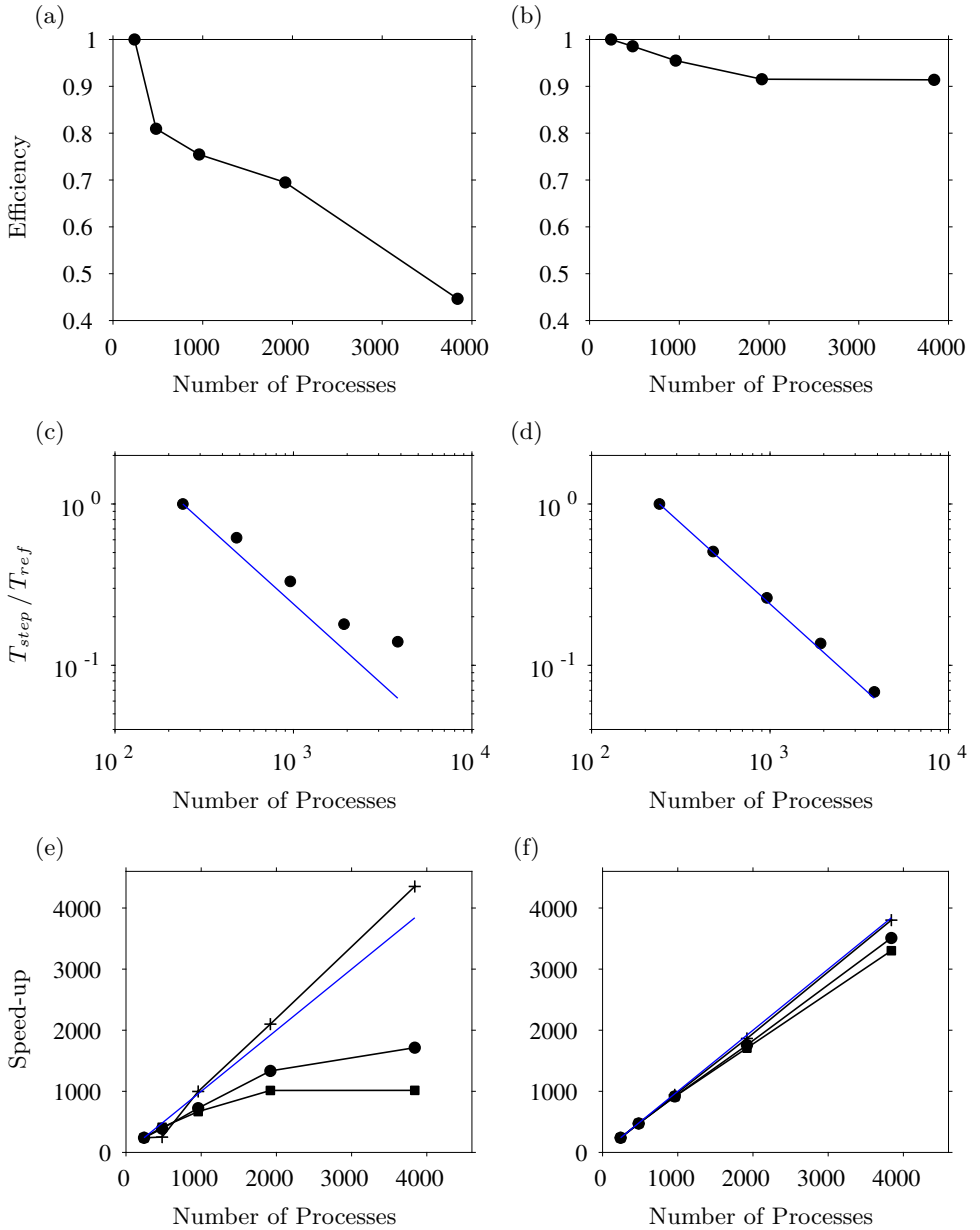 (a)
1
0.9
0.8
0.7
0.6
0.5
0.4
0 1000 2000 3000 4000
Efficiency
Number of Processes
(b)
1
0.9
0.8
0.7
0.6
0.5
0.4
0 1000 2000 3000 4000
Number of Processes
(c)
10 0
10 -1
10 2 10 3 10 4
T_step / T_ref
Number of Processes
(d)
10 0
10 -1
10 2 10 3 10 4
Number of Processes
(e)
4000
3000
2000
1000
0
0 1000 2000 3000 4000
Speed-up
Number of Processes
(f)
4000
3000
2000
1000
0
0 1000 2000 3000 4000
Number of Processes